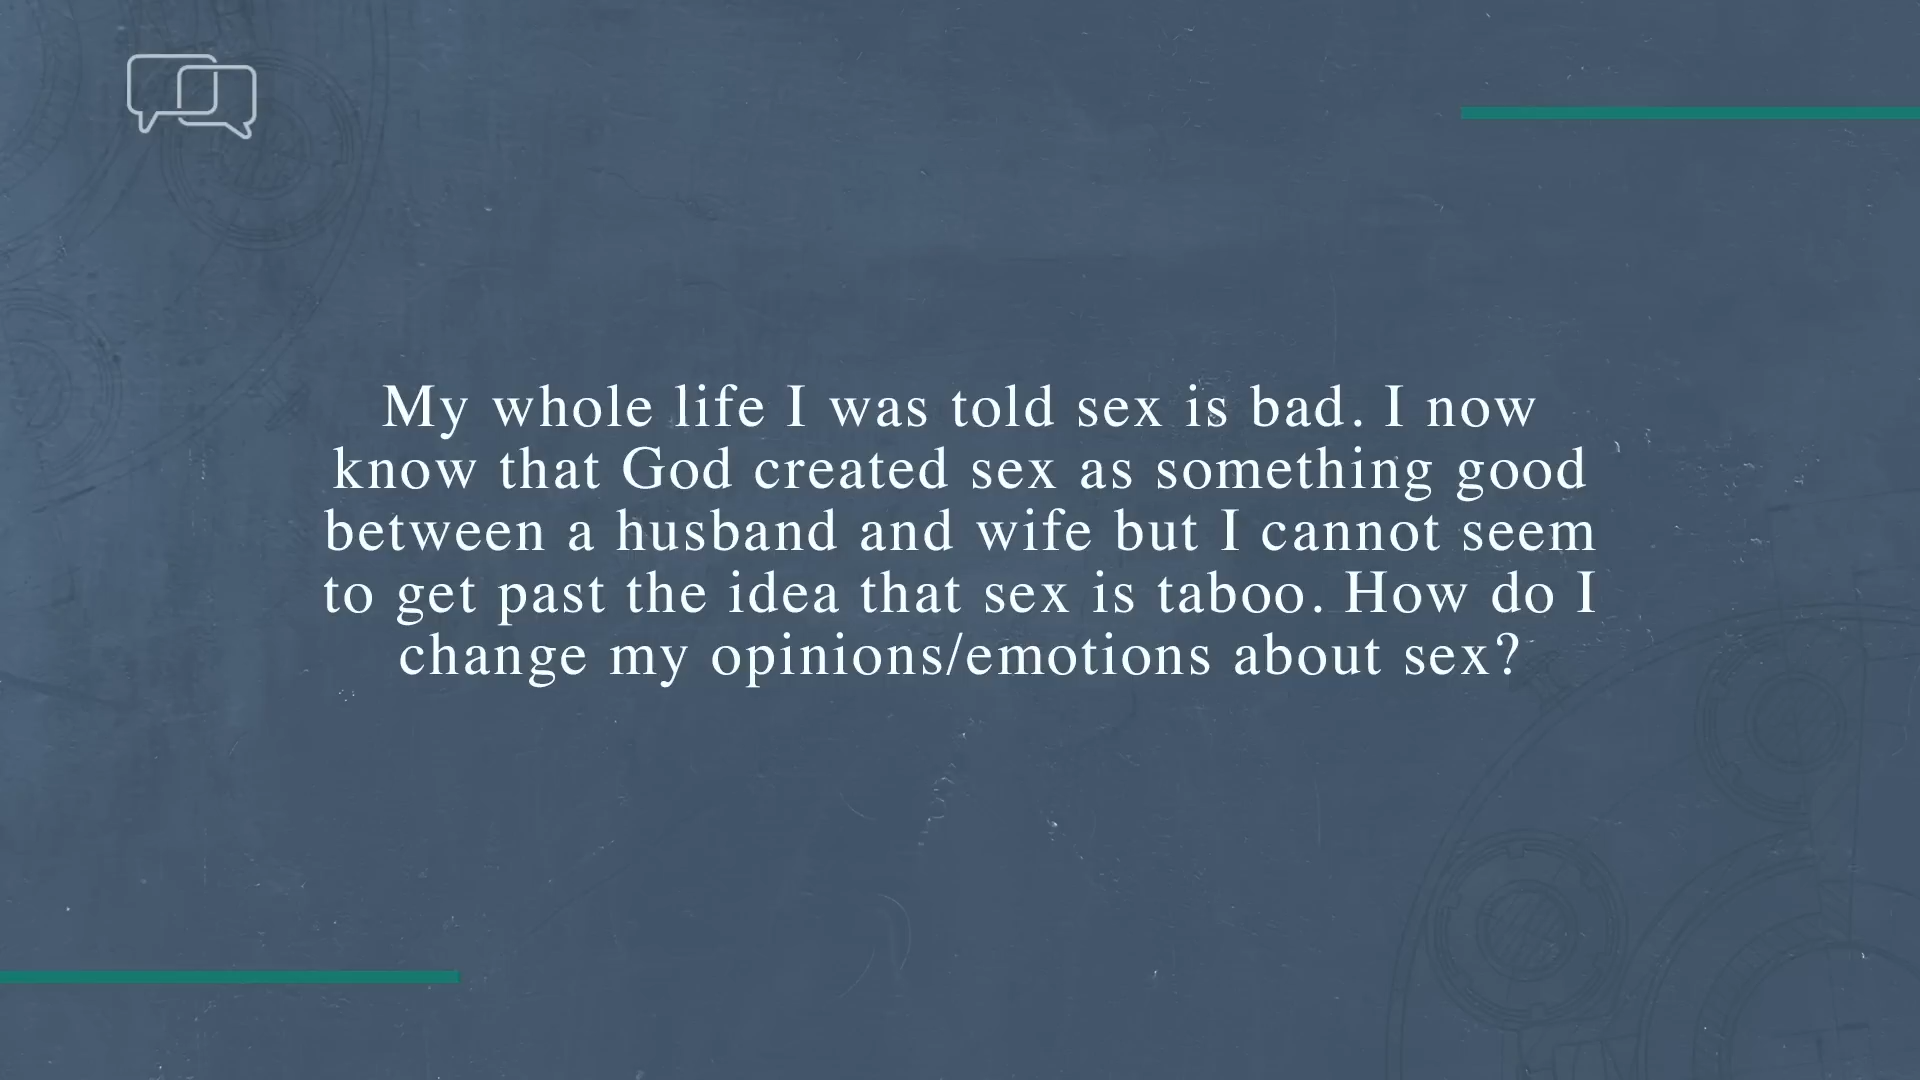 My whole life I was told sex is bad. I now
know that God created sex as something good
between a husband and wife but I cannot seem
to get past the idea that sex is taboo. How do I
change my opinions/emotions about sex?